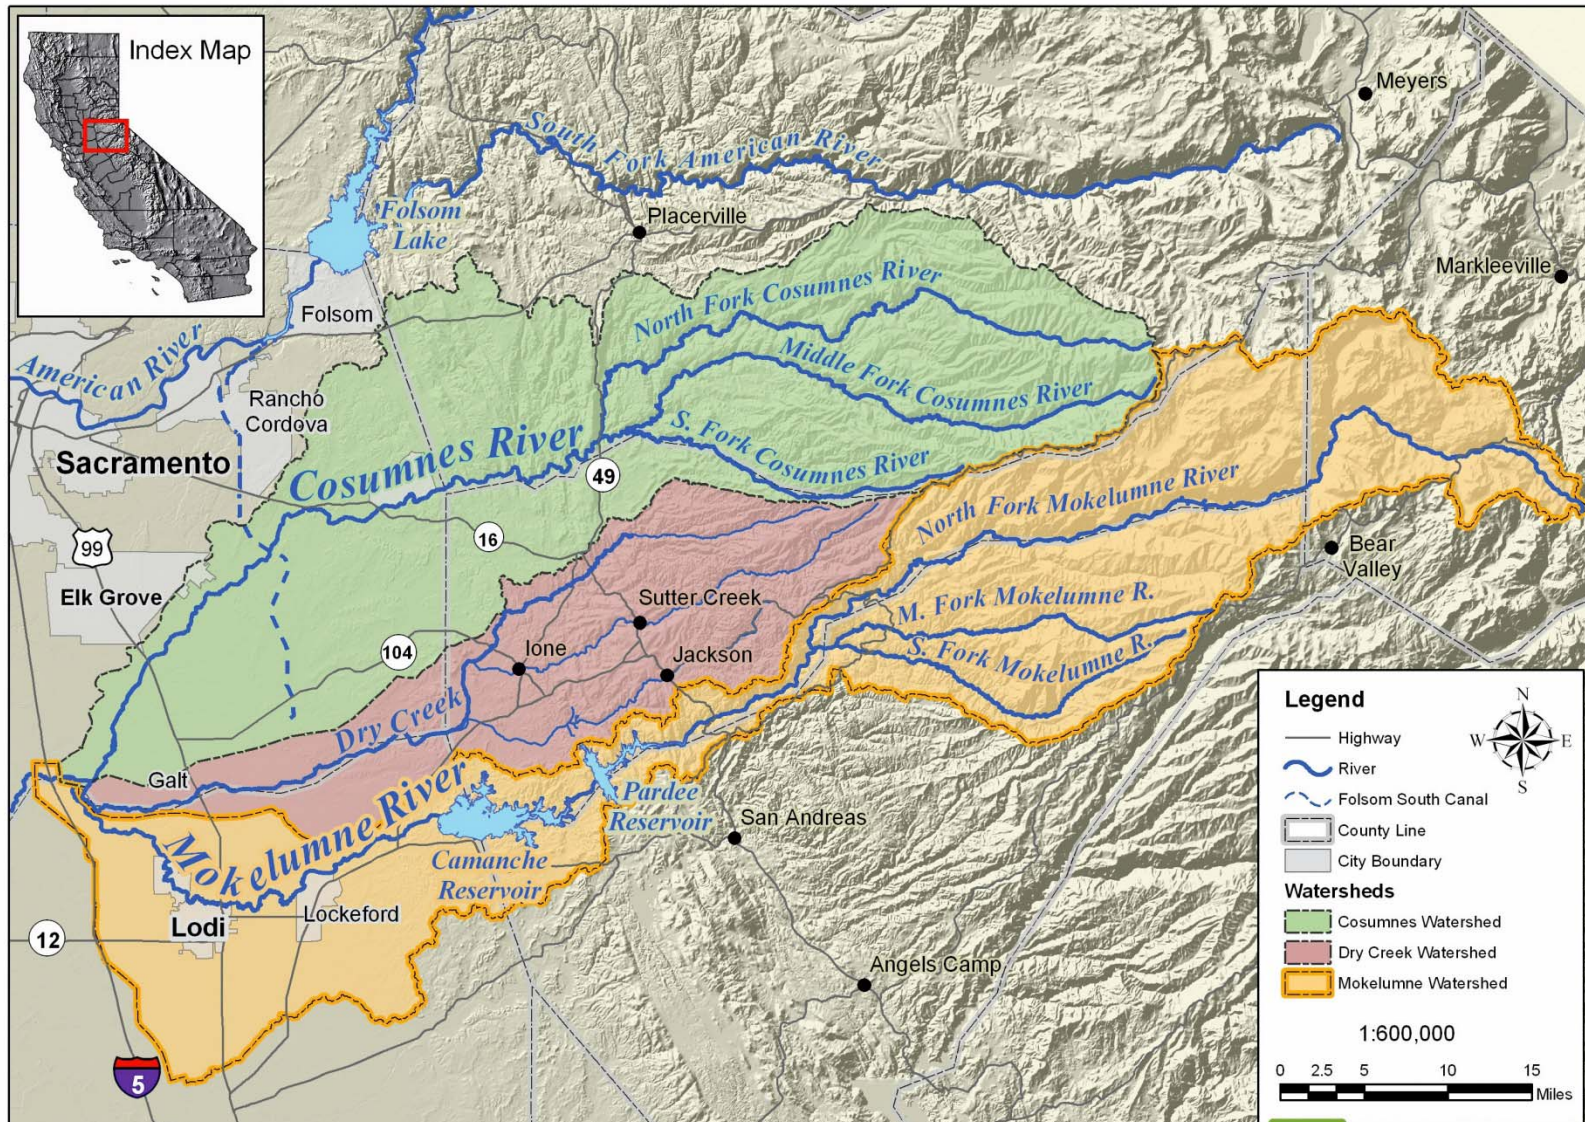 Index Map
Meyers
South Fork American River
Folsom
Lake
Placerville
Markleeville
Folsom
American River
North Fork Cosumnes River
Middle Fork Cosumnes River
Rancho
Cordova
Sacramento
Cosumnes River
S. Fork Cosumnes River
49
North Fork Mokelumne River
16
99
Bear
Valley
Elk Grove
Sutter Creek
M. Fork Mokelumne R.
104
Ione
Jackson
S. Fork Mokelumne R.
Dry Creek
Galt
Mokelumne River
Pardee
Reservoir
San Andreas
Camanche
Reservoir
Lodi
Lockeford
12
Angels Camp
5
Legend
N
W
E
S
Highway
River
Folsom South Canal
County Line
City Boundary
Watersheds
Cosumnes Watershed
Dry Creek Watershed
Mokelumne Watershed
1:600,000
0 2.5 5 10 15
Miles